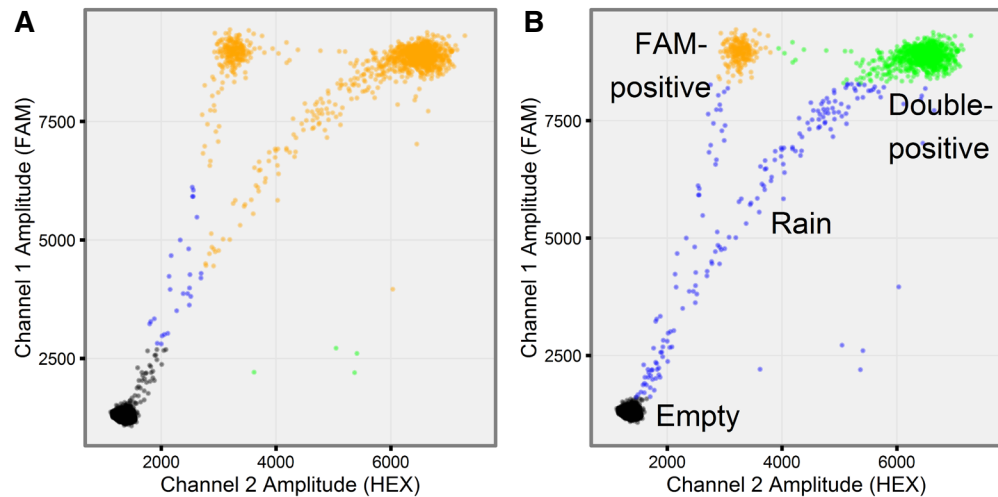 A
Channel 1 Amplitude (FAM)
7500
5000
2500
2000
4000
6000
Channel 2 Amplitude (HEX)
B
Channel 1 Amplitude (FAM)
7500
5000
2500
2000
4000
6000
Channel 2 Amplitude (HEX)
FAM-
positive
Double-
positive
Rain
Empty